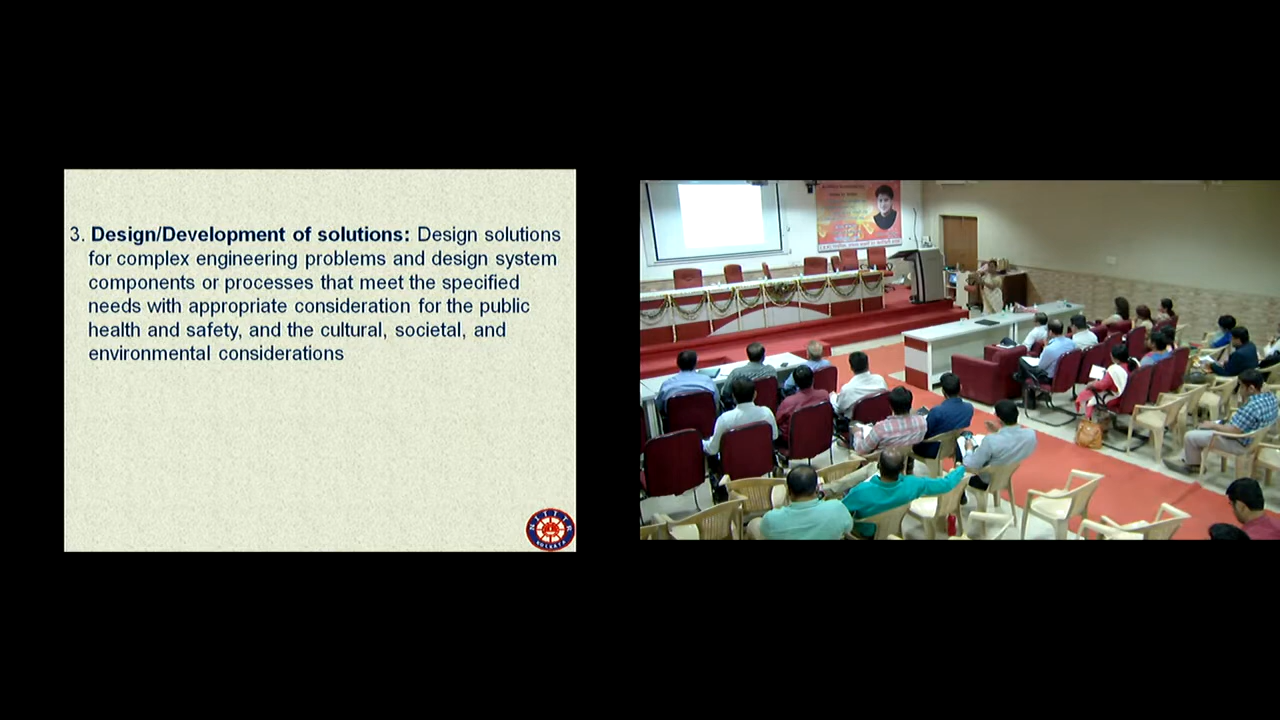 3. Design/Development of solutions: Design solutions
for complex engineering problems and design system
components or processes that meet the specified
needs with appropriate consideration for the public
health and safety, and the cultural, societal, and
environmental considerations
NITTTR
KOLKATA